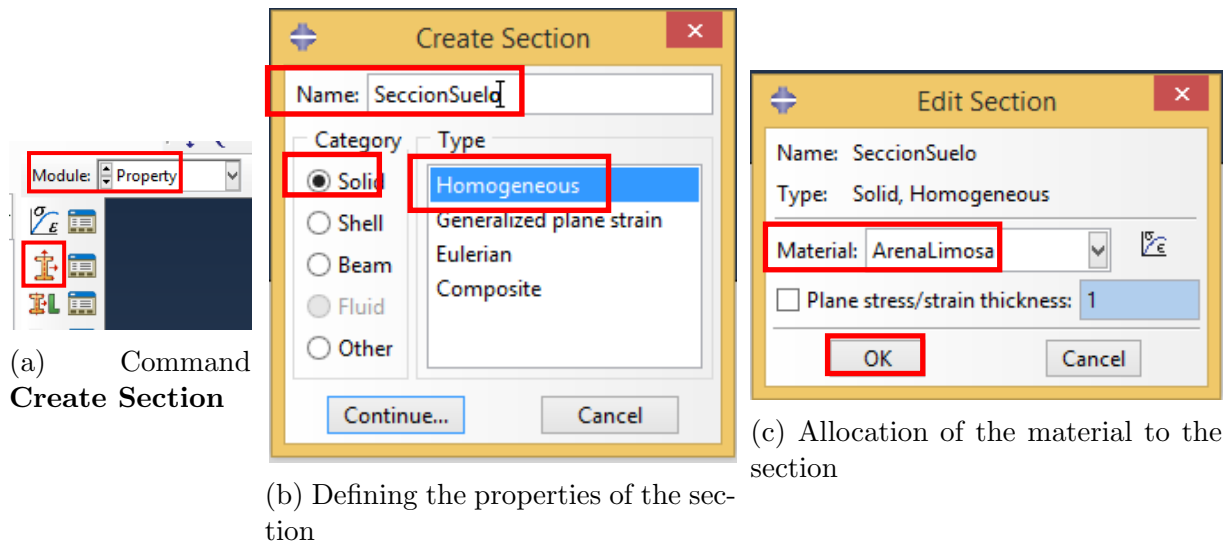 Module: Property
(a) Command
Create Section
Create Section
Name: SeccionSuelo
Category
Type
Solid
Homogeneous
Shell
Generalized plane strain
Beam
Eulerian
Fluid
Composite
Other
Continue...
Cancel
(b) Defining the properties of the sec-
tion
Edit Section
Name: SeccionSuelo
Type: Solid, Homogeneous
Material: ArenaLimosa
Plane stress/strain thickness: 1
OK
Cancel
(c) Allocation of the material to the
section